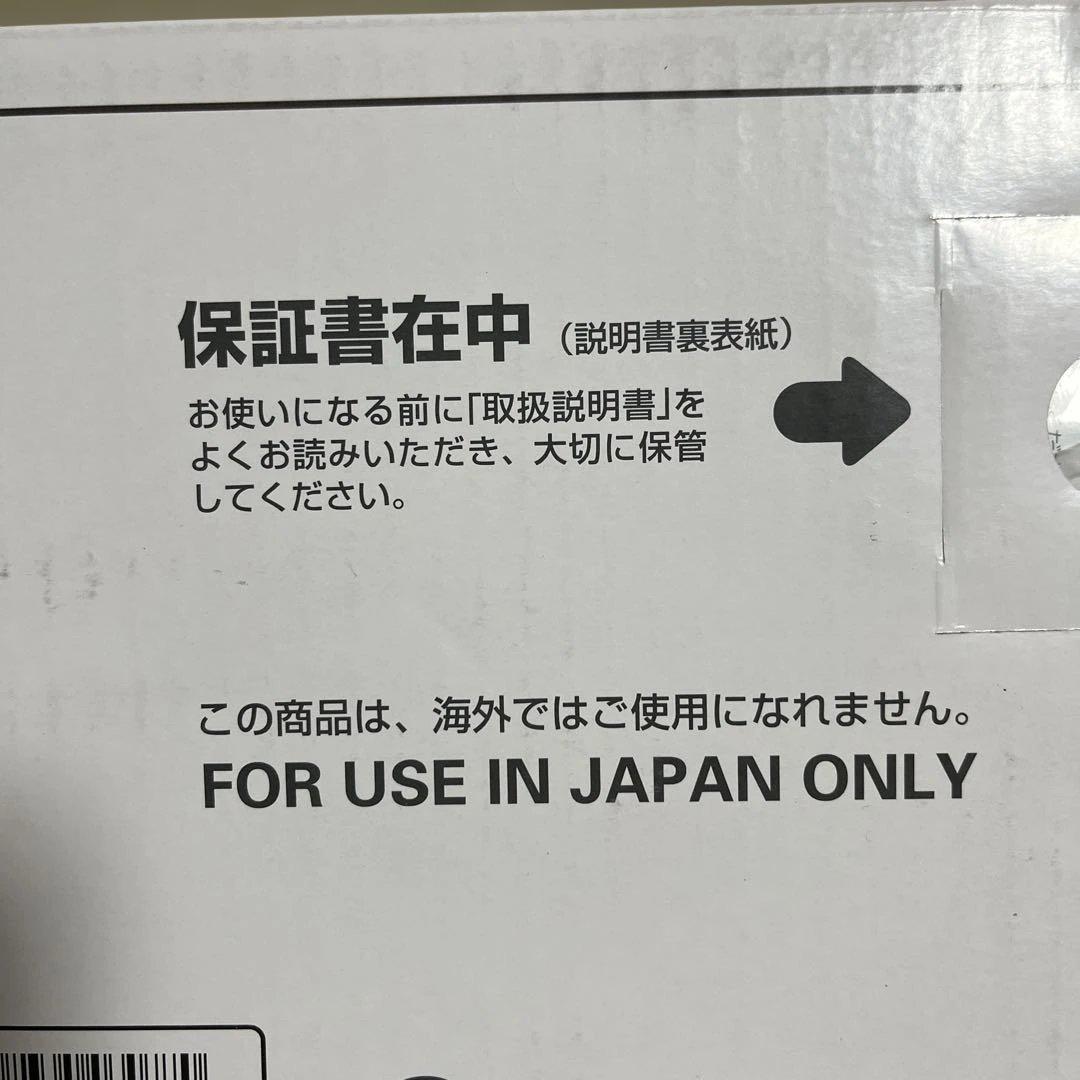 保証書在中 (説明書裏表紙)
お使いになる前に「取扱説明書」を
よくお読みいただき、大切に保管
してください。
この商品は、海外ではご使用になれません。
FOR USE IN JAPAN ONLY